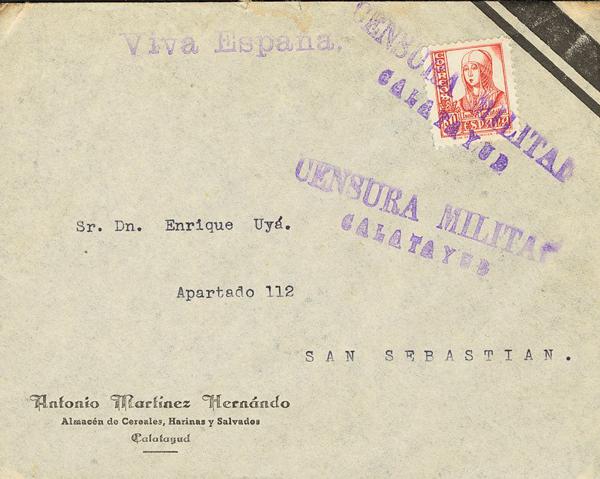 Viva España.
CENSURA MILITAR
CALATAYUD
CORREOS
ESPAÑA
CENSURA MILITAR
CALATAYUD
Sr. Dn. Enrique Uyá.
Apartado 112
SAN SEBASTIAN.
Antonio Martínez Hernándo
Almacén de Cereales, Harinas y Salvados
Calatayud